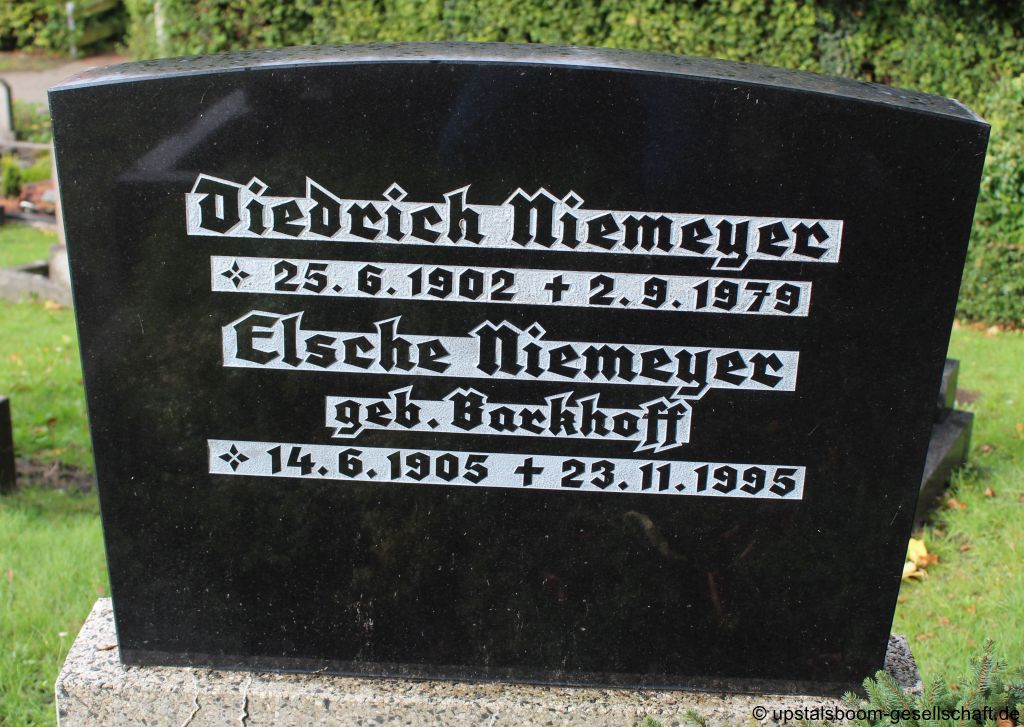 Diedrich Niemeyer
✧ 25.6.1902 ✝ 2.9.1979
Elsche Niemeyer
geb. Barkhoff
✧ 14.6.1905 ✝ 23.11.1995
© upstalsboom-gesellschaft.de